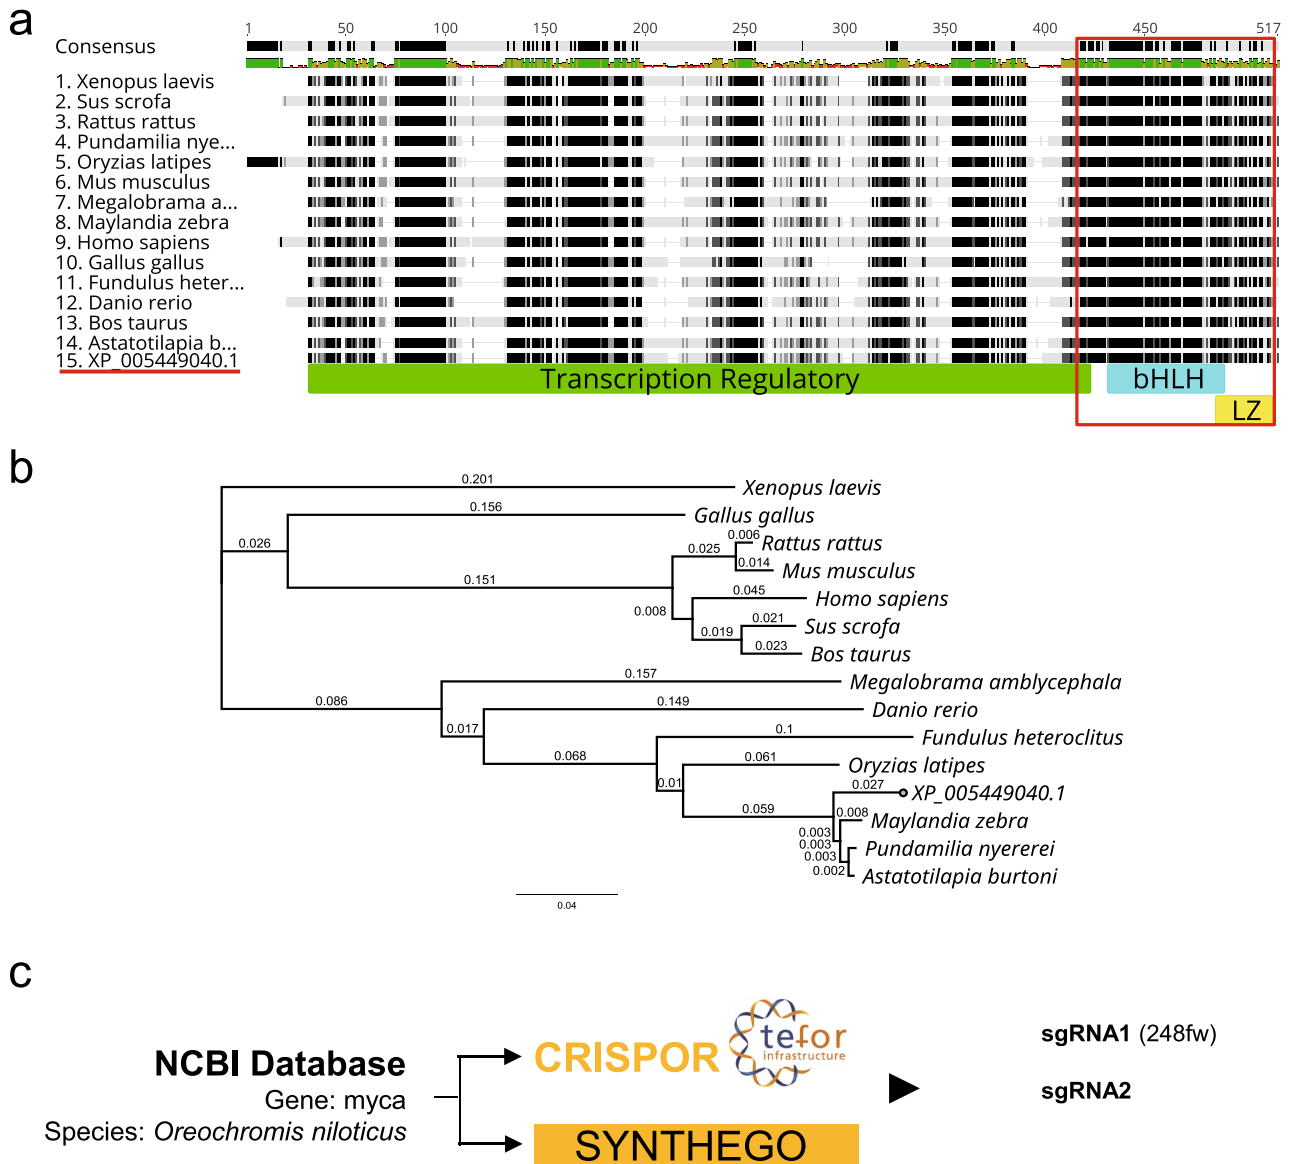 a
1 50 100 150 200 250 300 350 400 450 517
Consensus
1. Xenopus laevis
2. Sus scrofa
3. Rattus rattus
4. Pundamilia nye...
5. Oryzias latipes
6. Mus musculus
7. Megalobrama a...
8. Maylandia zebra
9. Homo sapiens
10. Gallus gallus
11. Fundulus heter...
12. Danio rerio
13. Bos taurus
14. Astatotilapia b...
15. XP_005449040.1
Transcription Regulatory
bHLH
LZ
b
0.201
Xenopus laevis
0.156
Gallus gallus
0.026
0.006
Rattus rattus
0.025
0.014
Mus musculus
0.151
0.045
Homo sapiens
0.008
0.021
Sus scrofa
0.019
0.023
Bos taurus
0.157
Megalobrama amblycephala
0.086
0.149
Danio rerio
0.017
0.1
Fundulus heteroclitus
0.068
0.061
Oryzias latipes
0.01
0.027
XP_005449040.1
0.059
0.008
Maylandia zebra
0.003
0.003
Pundamilia nyererei
0.003
0.002
Astatotilapia burtoni
0.04
c
NCBI Database
Gene: myca
Species: Oreochromis niloticus
CRISPOR
tefor
infrastructure
SYNTHEGO
sgRNA1 (248fw)
sgRNA2